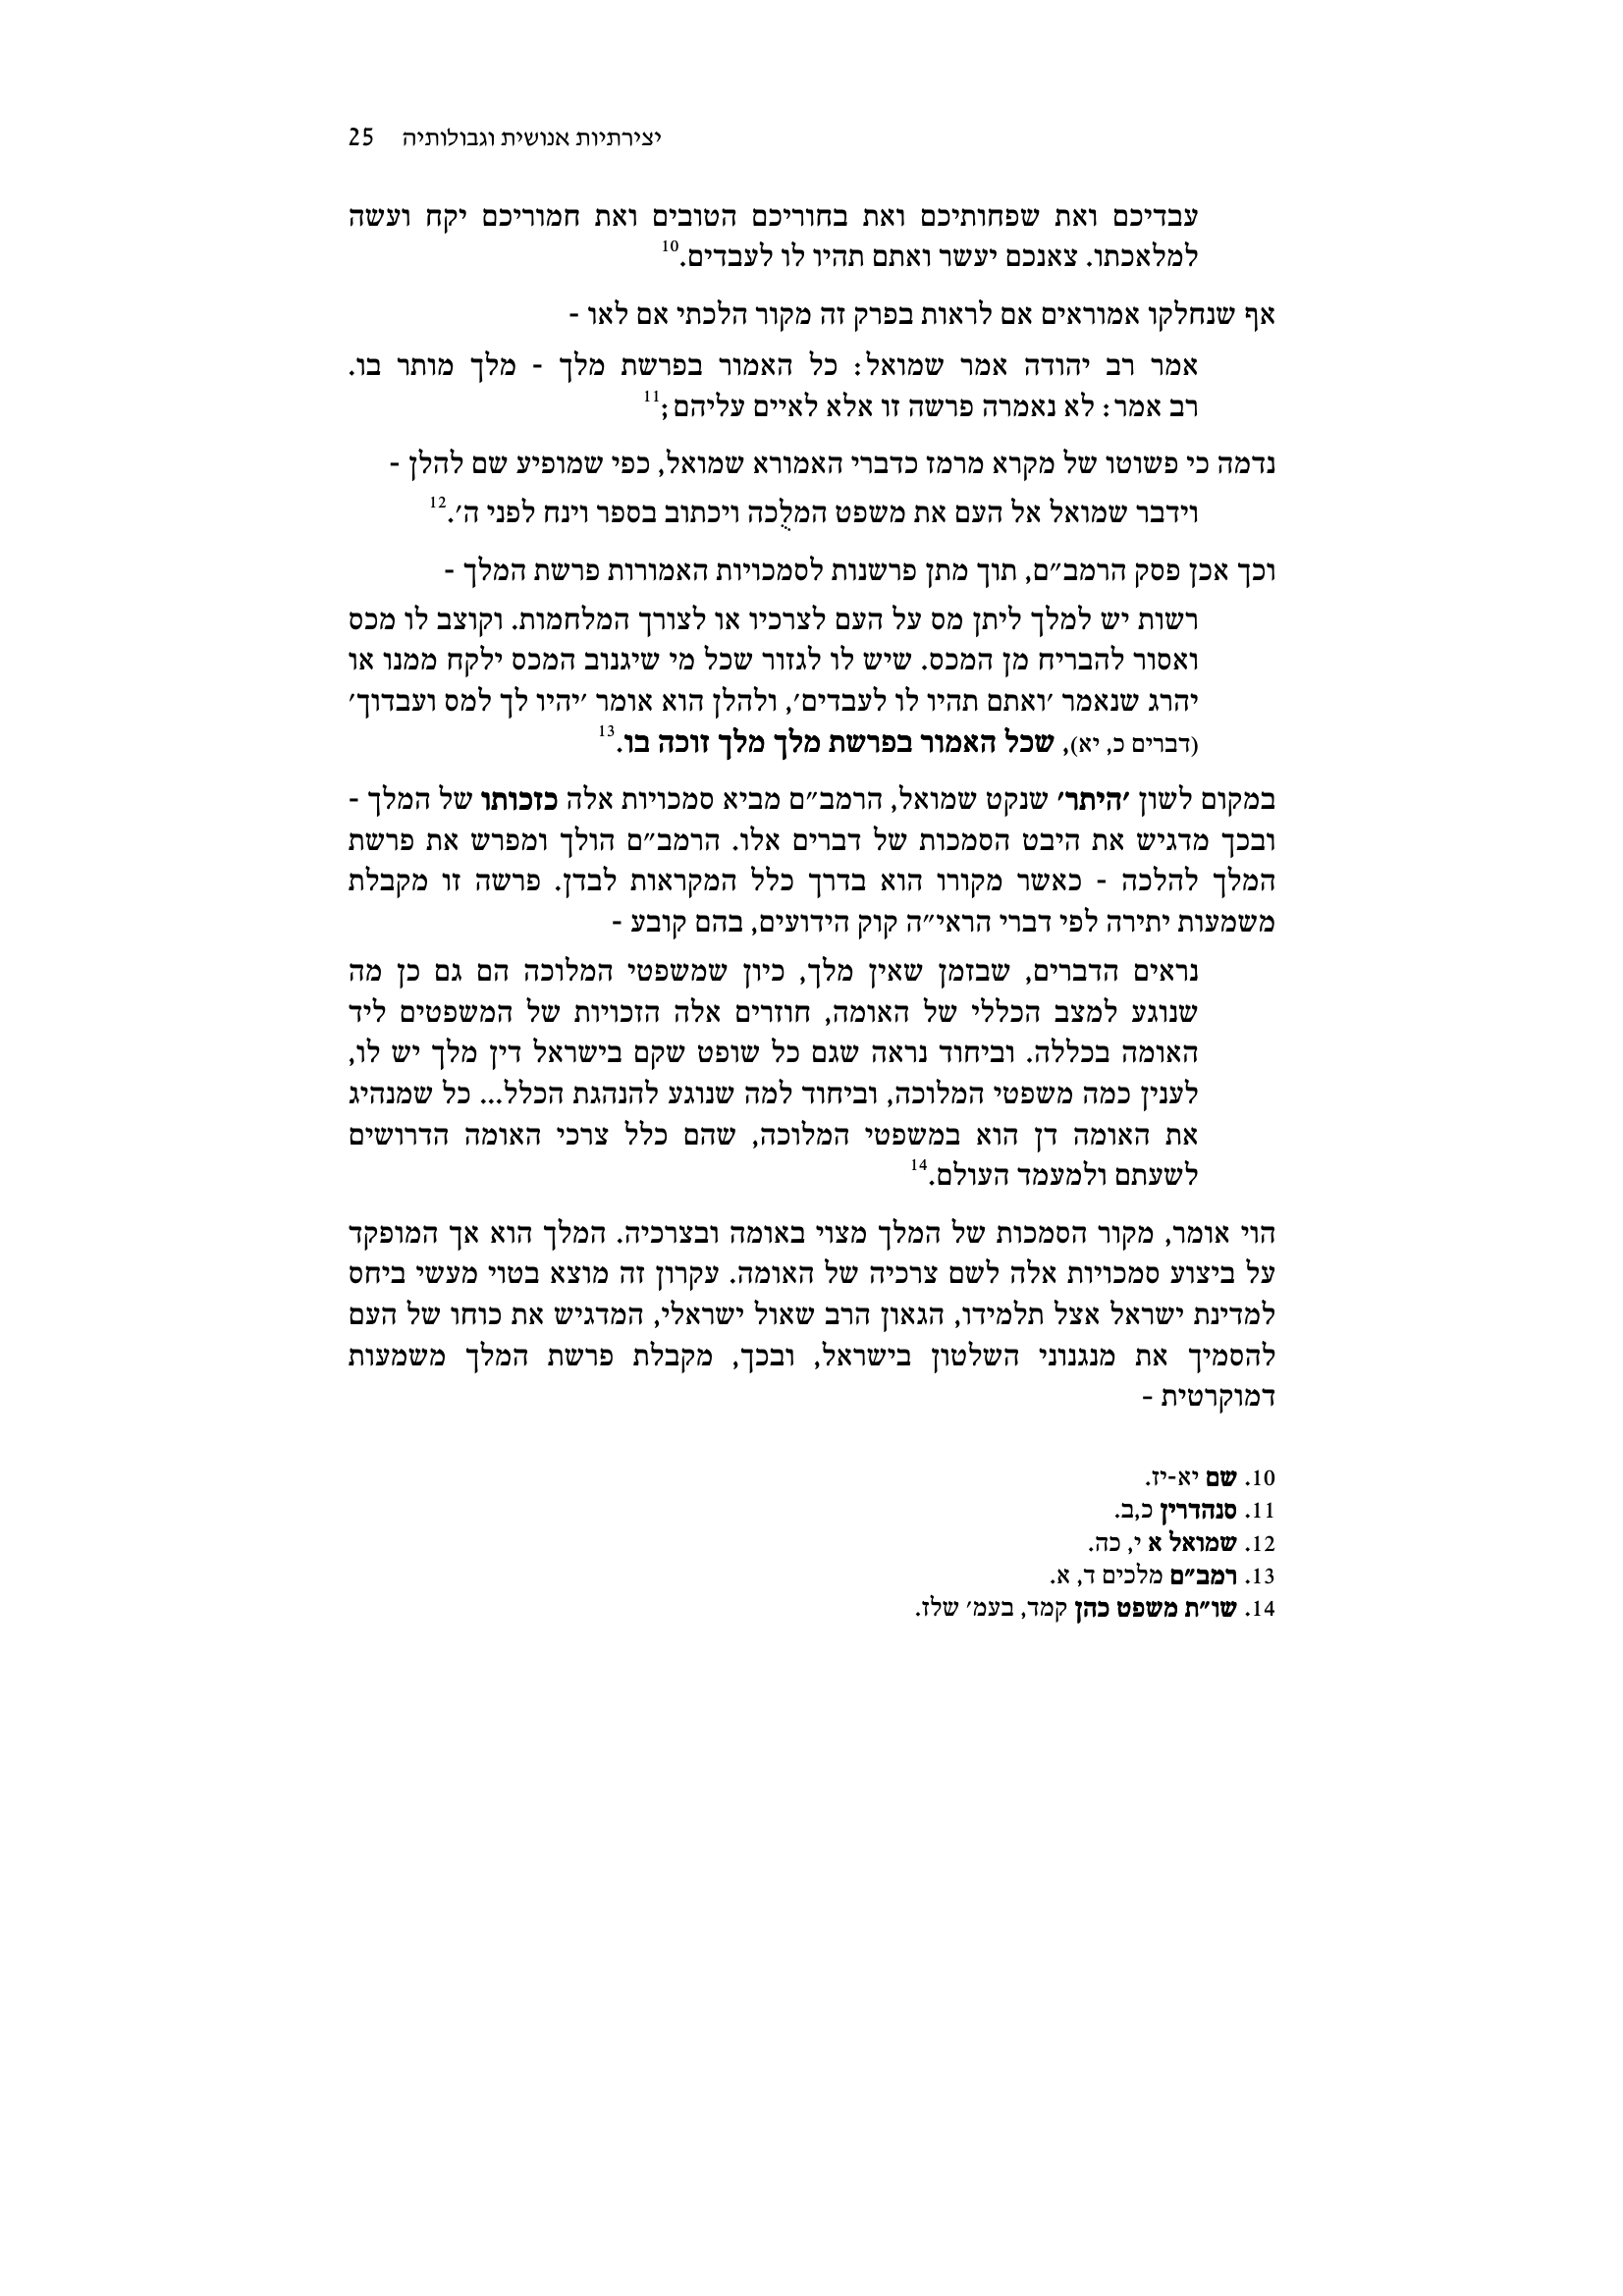 יצירתיות אנושית וגבולותיה 25
עבדיכם ואת שפחותיכם ואת בחוריכם הטובים ואת חמוריכם יקח ועשה
למלאכתו. צאנכם יעשר ואתם תהיו לו לעבדים.10
אף שנחלקו אמוראים אם לראות בפרק זה מקור הלכתי אם לאו -
אמר רב יהודה אמר שמואל: כל האמור בפרשת מלך - מלך מותר בו.
רב אמר: לא נאמרה פרשה זו אלא לאיים עליהם;11
נדמה כי פשוטו של מקרא מרמז כדברי האמורא שמואל, כפי שמופיע שם להלן -
וידבר שמואל אל העם את משפט המלֻכה ויכתוב בספר וינח לפני ה׳.12
וכך אכן פסק הרמב״ם, תוך מתן פרשנות לסמכויות האמורות פרשת המלך -
רשות יש למלך ליתן מס על העם לצרכיו או לצורך המלחמות. וקוצב לו מכס
ואסור להבריח מן המכס. שיש לו לגזור שכל מי שיגנוב המכס ילקח ממנו או
יהרג שנאמר ׳ואתם תהיו לו לעבדים׳, ולהלן הוא אומר ׳יהיו לך למס ועבדוך׳
(דברים כ, יא), שכל האמור בפרשת מלך מלך זוכה בו.13
במקום לשון ׳היתר׳ שנקט שמואל, הרמב״ם מביא סמכויות אלה כזכותו של המלך -
ובכך מדגיש את היבט הסמכות של דברים אלו. הרמב״ם הולך ומפרש את פרשת
המלך להלכה - כאשר מקורו הוא בדרך כלל המקראות לבדן. פרשה זו מקבלת
משמעות יתירה לפי דברי הראי״ה קוק הידועים, בהם קובע -
נראים הדברים, שבזמן שאין מלך, כיון שמשפטי המלוכה הם גם כן מה
שנוגע למצב הכללי של האומה, חוזרים אלה הזכויות של המשפטים ליד
האומה בכללה. וביחוד נראה שגם כל שופט שקם בישראל דין מלך יש לו,
לענין כמה משפטי המלוכה, וביחוד למה שנוגע להנהגת הכלל... כל שמנהיג
את האומה דן הוא במשפטי המלוכה, שהם כלל צרכי האומה הדרושים
לשעתם ולמעמד העולם.14
הוי אומר, מקור הסמכות של המלך מצוי באומה ובצרכיה. המלך הוא אך המופקד
על ביצוע סמכויות אלה לשם צרכיה של האומה. עקרון זה מוצא בטוי מעשי ביחס
למדינת ישראל אצל תלמידו, הגאון הרב שאול ישראלי, המדגיש את כוחו של העם
להסמיך את מנגנוני השלטון בישראל, ובכך, מקבלת פרשת המלך משמעות
דמוקרטית -
10. שם יא-יז.
11. סנהדרין כ,ב.
12. שמואל א י, כה.
13. רמב״ם מלכים ד, א.
14. שו״ת משפט כהן קמד, בעמ׳ שלז.